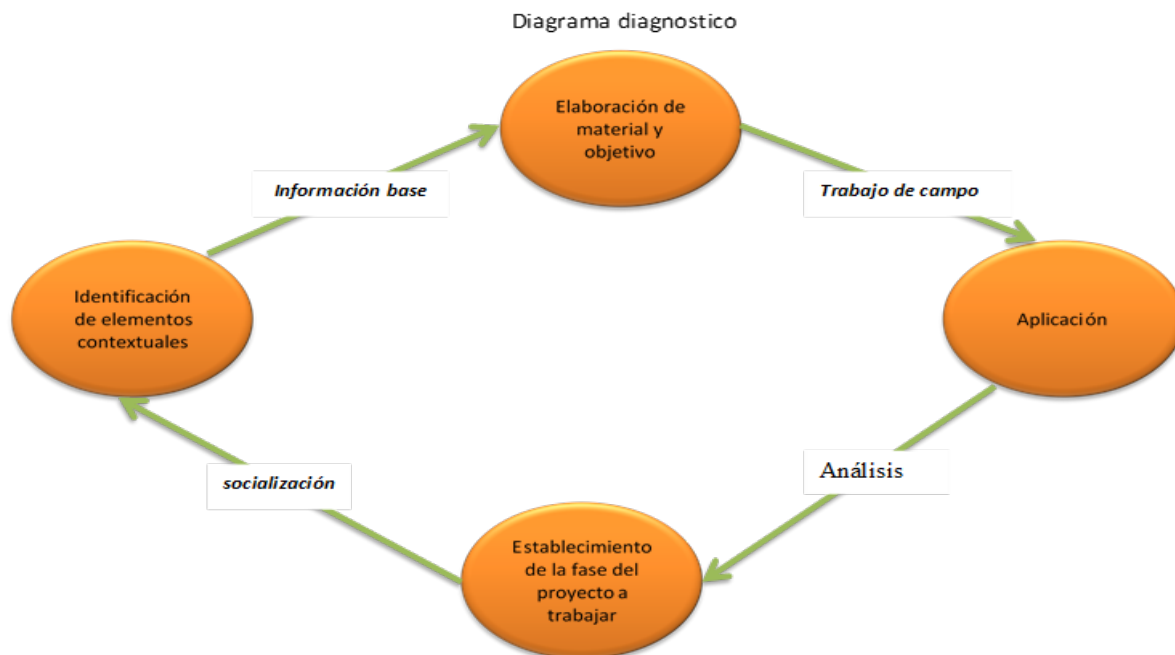 Diagrama diagnostico
Elaboración de
material y
objetivo
Información base
Trabajo de campo
Identificación
de elementos
contextuales
Aplicación
socialización
Análisis
Establecimiento
de la fase del
proyecto a
trabajar